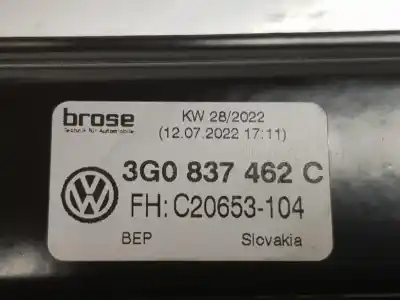 brose
Technik für Automobile
KW 28/2022
(12.07.2022 17:11)
3G0 837 462 C
FH: C20653-104
BEP Slovakia